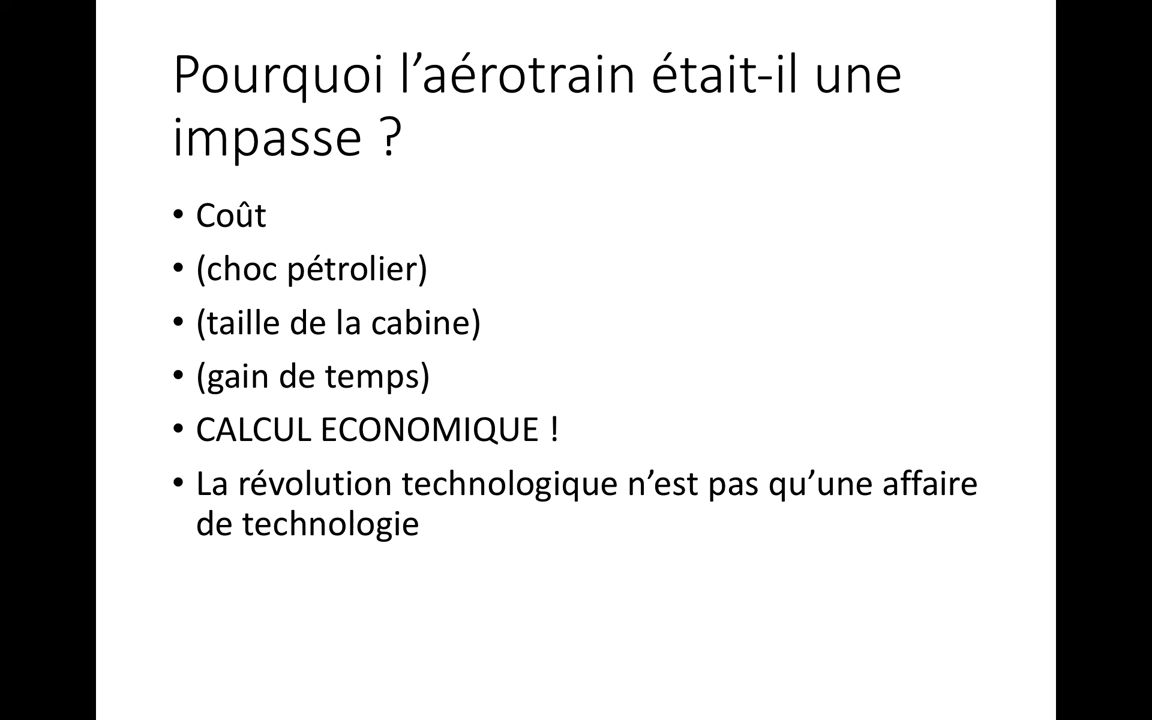 Pourquoi l’aérotrain était-il une
impasse ?
• Coût
• (choc pétrolier)
• (taille de la cabine)
• (gain de temps)
• CALCUL ECONOMIQUE !
• La révolution technologique n’est pas qu’une affaire
de technologie